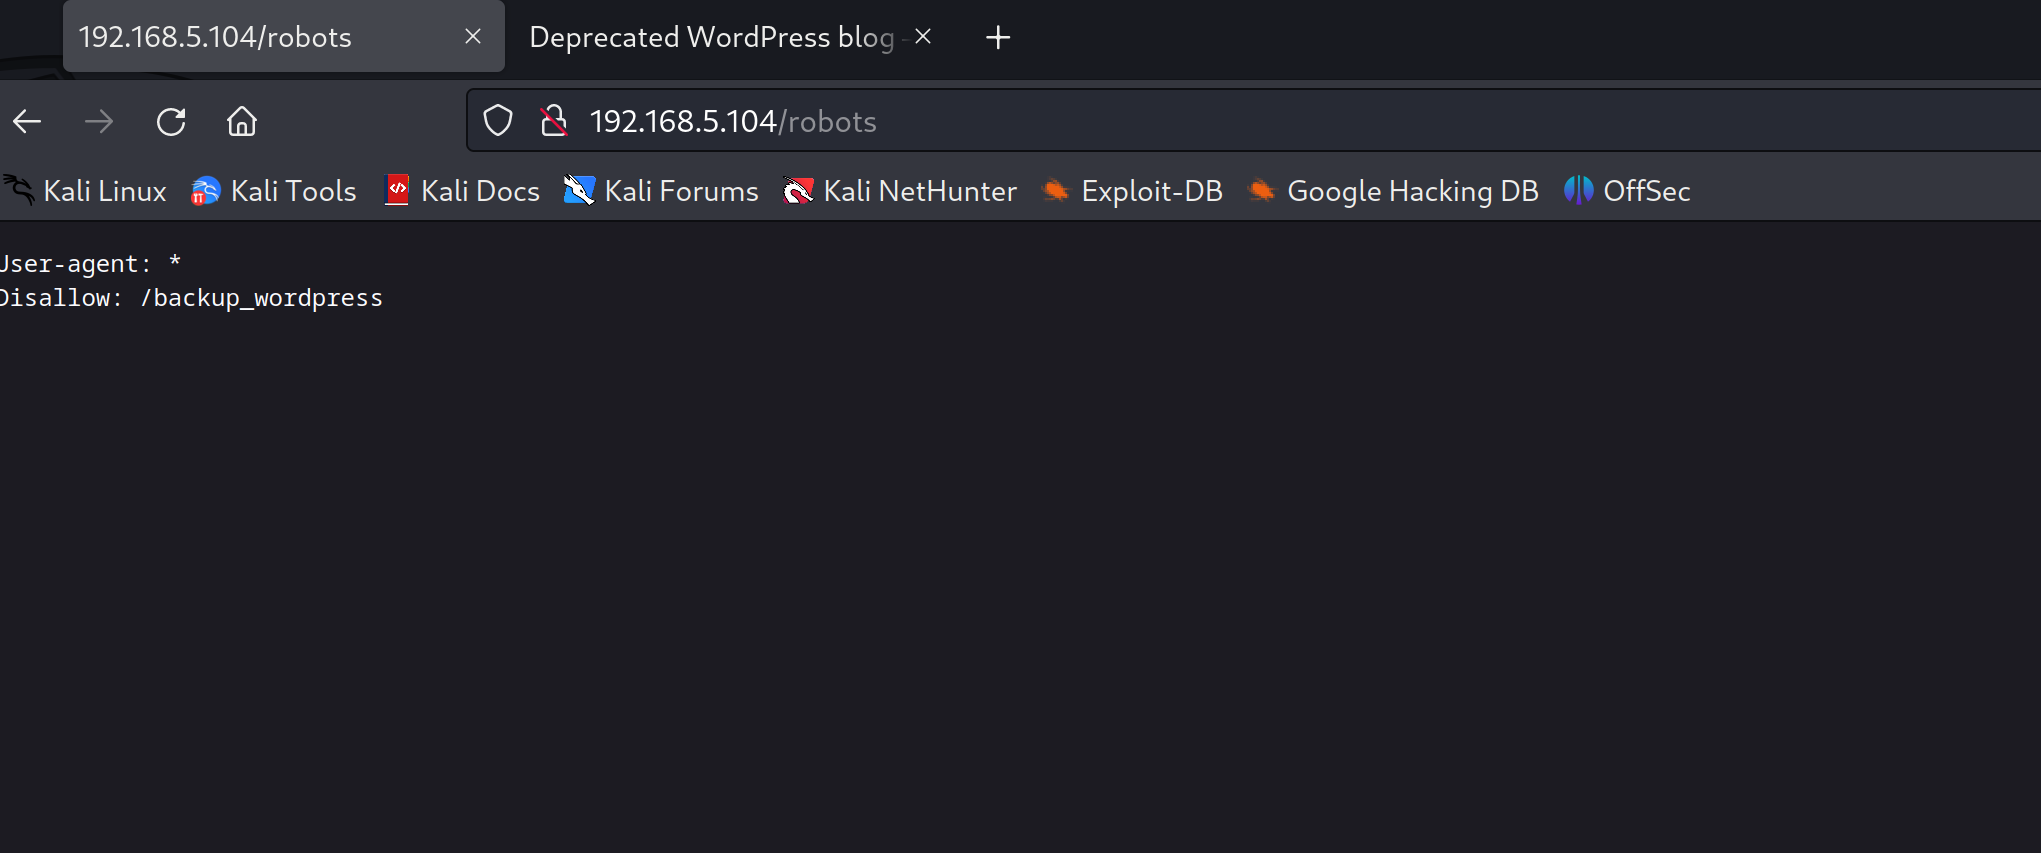 192.168.5.104/robots
Deprecated WordPress blog -
192.168.5.104/robots
Kali Linux
Kali Tools
Kali Docs
Kali Forums
Kali NetHunter
Exploit-DB
Google Hacking DB
OffSec
User-agent: *
Disallow: /backup_wordpress